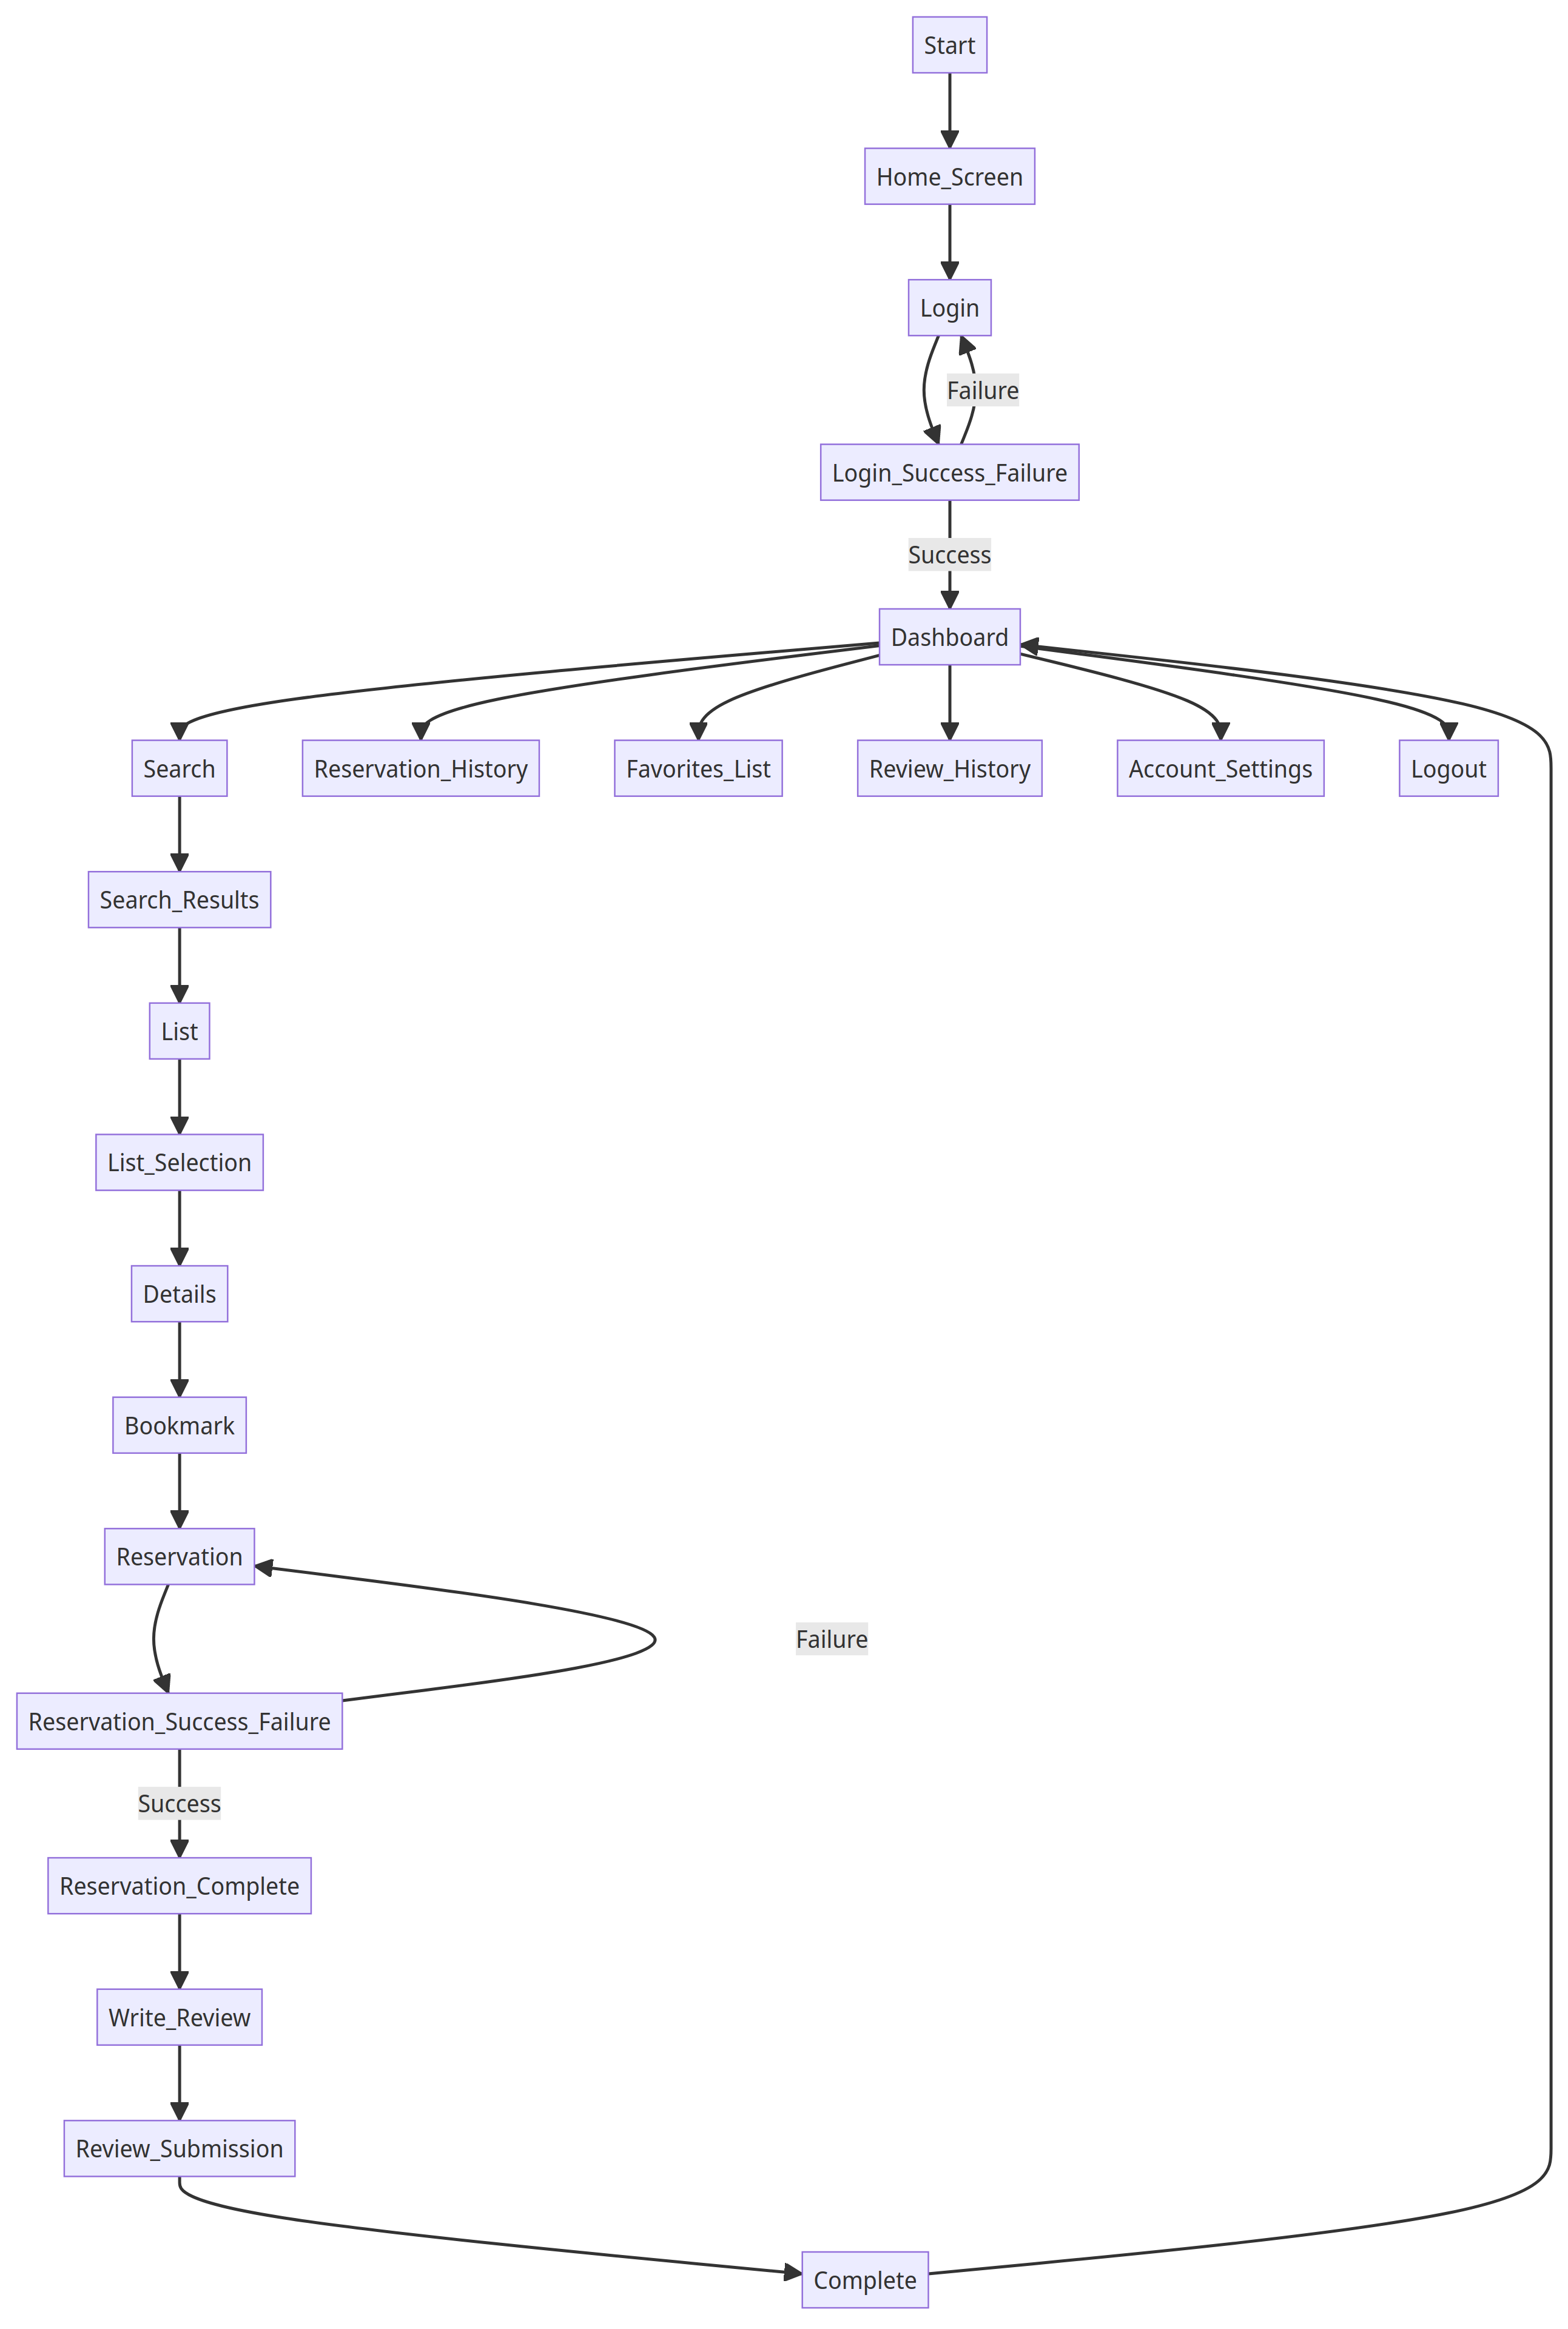 Start
Home_Screen
Login
Failure
Login_Success_Failure
Success
Dashboard
Search
Reservation_History
Favorites_List
Review_History
Account_Settings
Logout
Search_Results
List
List_Selection
Details
Bookmark
Reservation
Failure
Reservation_Success_Failure
Success
Reservation_Complete
Write_Review
Review_Submission
Complete